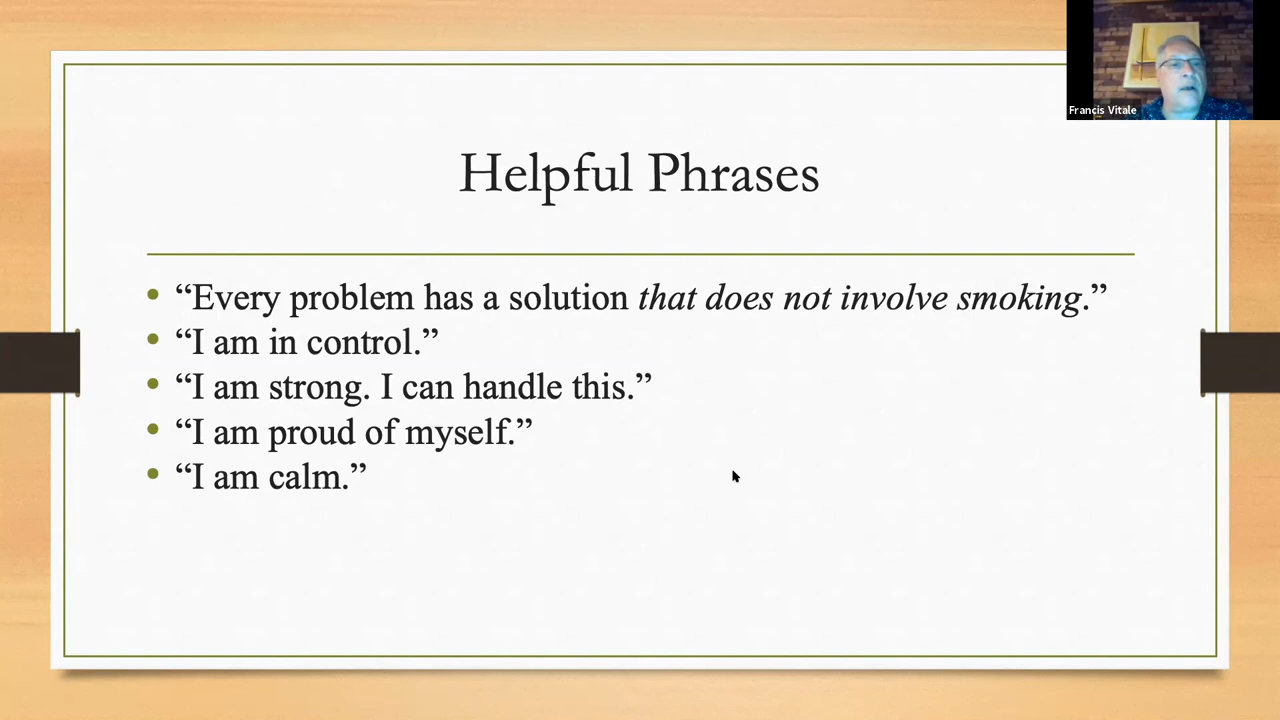 Francis Vitale
Helpful Phrases
• “Every problem has a solution that does not involve smoking.”
• “I am in control.”
• “I am strong. I can handle this.”
• “I am proud of myself.”
• “I am calm.”